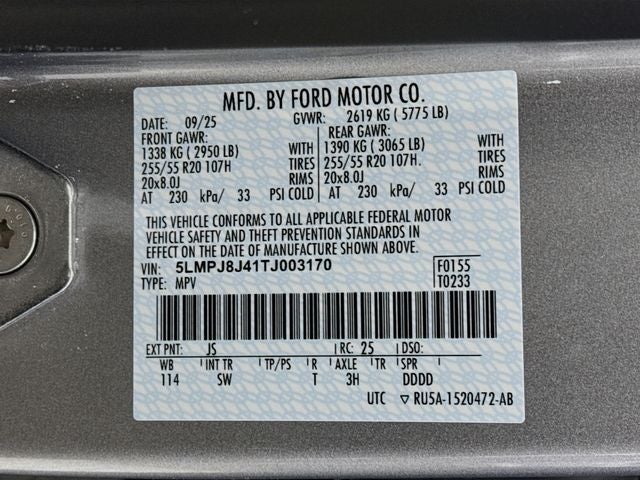 MFD. BY FORD MOTOR CO.
DATE: 09/25 GVWR: 2619 KG ( 5775 LB)
FRONT GAWR: REAR GAWR:
1338 KG ( 2950 LB) WITH 1390 KG ( 3065 LB) WITH
255/55 R20 107H TIRES 255/55 R20 107H. TIRES
20x8.0J RIMS 20x8.0J RIMS
AT 230 kPa/ 33 PSI COLD AT 230 kPa/ 33 PSI COLD
THIS VEHICLE CONFORMS TO ALL APPLICABLE FEDERAL MOTOR
VEHICLE SAFETY AND THEFT PREVENTION STANDARDS IN
EFFECT ON THE DATE OF MANUFACTURE SHOWN ABOVE.
VIN: 5LMPJ8J41TJ003170 F0155
TYPE: MPV T0233
EXT PNT: JS RC: 25 DSO:
WB INT TR TP/PS R AXLE TR SPR
114 SW T 3H DDDD
UTC RU5A-1520472-AB